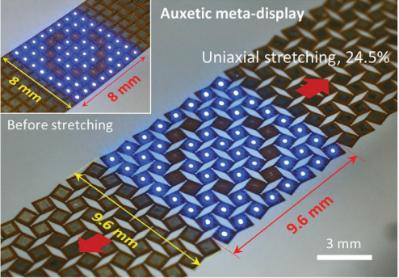 Auxetic meta-display
Uniaxial stretching, 24.5%
8 mm
8 mm
Before stretching
9.6 mm
9.6 mm
3 mm